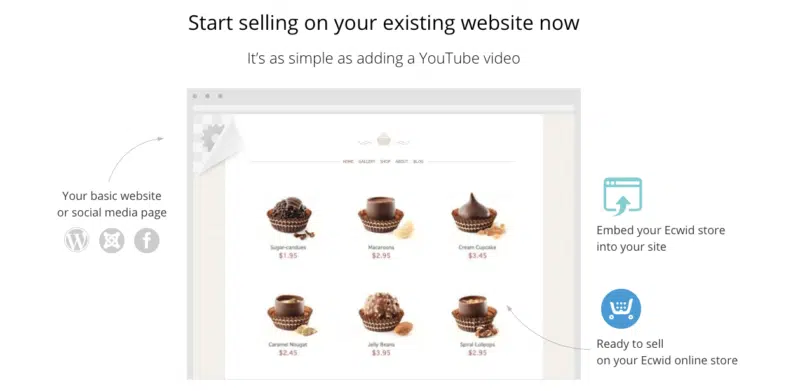 Start selling on your existing website now
It's as simple as adding a YouTube video
HOME GALLERY SHOP ABOUT BLOG
Your basic website
or social media page
Sugar-candues
$1.95
Macaroons
$2.95
Cream Cupcake
$3.45
Embed your Ecwid store
into your site
Caramel Nougat
$2.45
Jelly Beans
$3.95
Spiral Lollipops
$2.95
Ready to sell
on your Ecwid online store